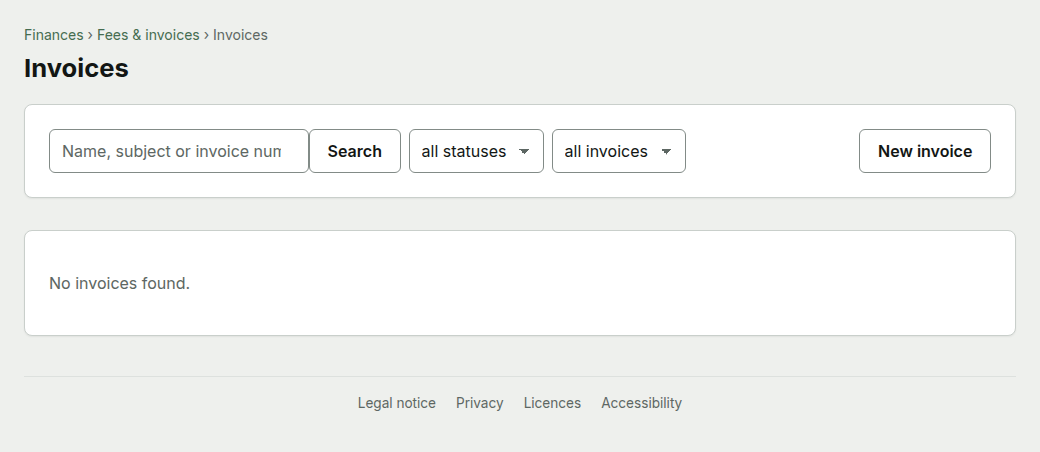 Finances › Fees & invoices › Invoices
Invoices
Name, subject or invoice num
Search
all statuses
all invoices
New invoice
No invoices found.
Legal notice
Privacy
Licences
Accessibility